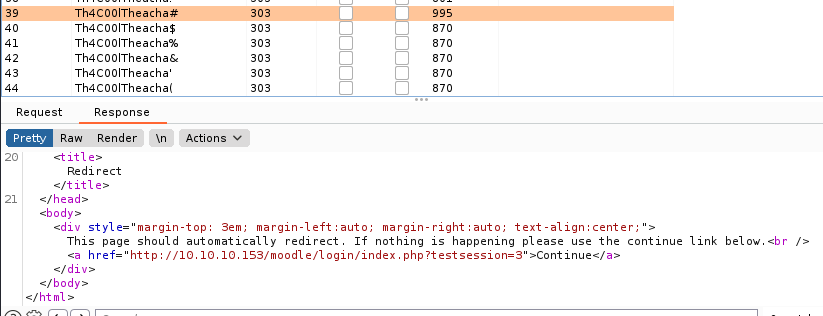 39 Th4C00lTheacha# 303 995
40 Th4C00lTheacha$ 303 870
41 Th4C00lTheacha% 303 870
42 Th4C00lTheacha& 303 870
43 Th4C00lTheacha' 303 870
44 Th4C00lTheacha( 303 870
Request Response
Pretty Raw Render \n Actions
20 <title>
Redirect
</title>
21 </head>
<body>
<div style="margin-top: 3em; margin-left:auto; margin-right:auto; text-align:center;">
This page should automatically redirect. If nothing is happening please use the continue link below.<br />
<a href="http://10.10.10.153/moodle/login/index.php?testsession=3">Continue</a>
</div>
</body>
</html>